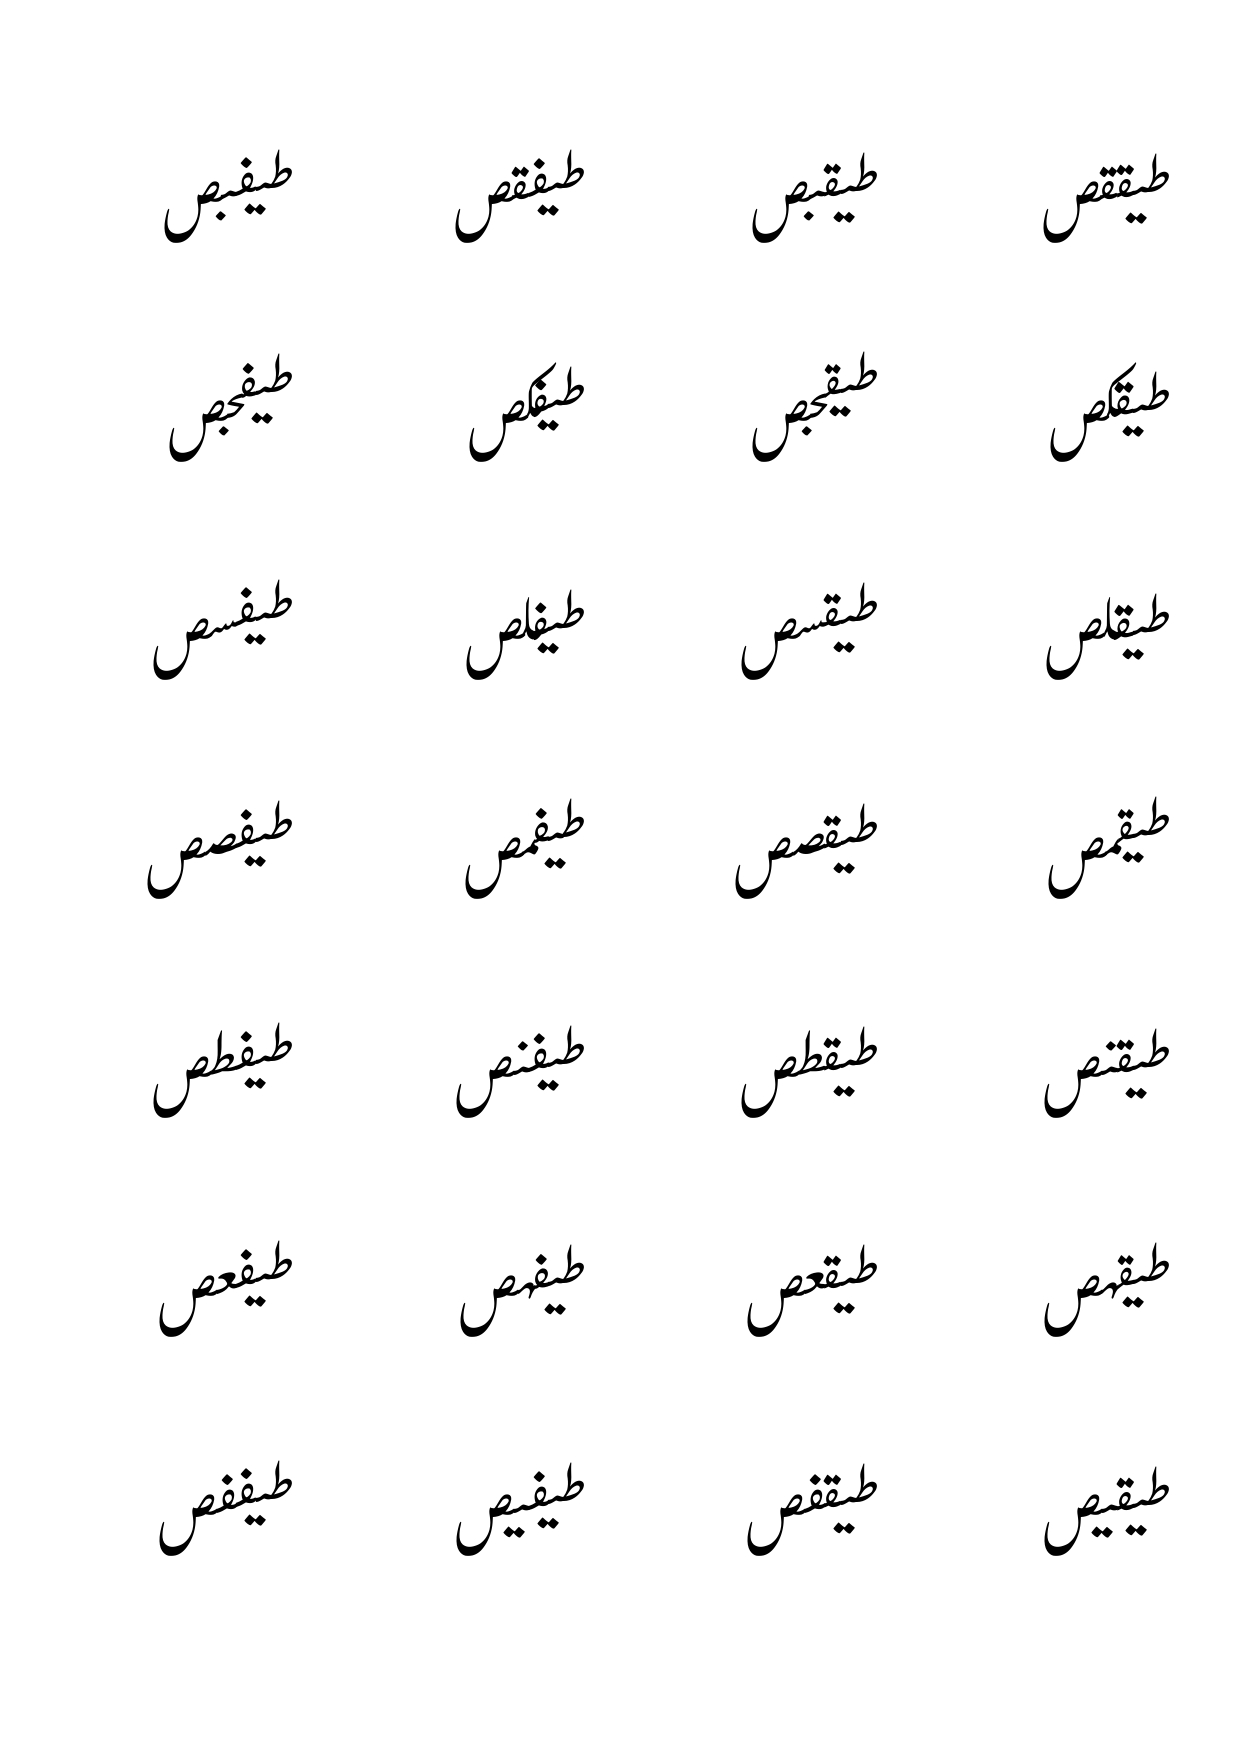 طيققص طيقبص طيفقص طيفبص
طيقكص طيقجص طيفكص طيفجص
طيقلص طيقسص طيفلص طيفسص
طيقمص طيقصص طيفمص طيفصص
طيقنص طيقطص طيفنص طيفطص
طيقهص طيقعص طيفهص طيفعص
طيقيص طيقفص طيفيص طيففص